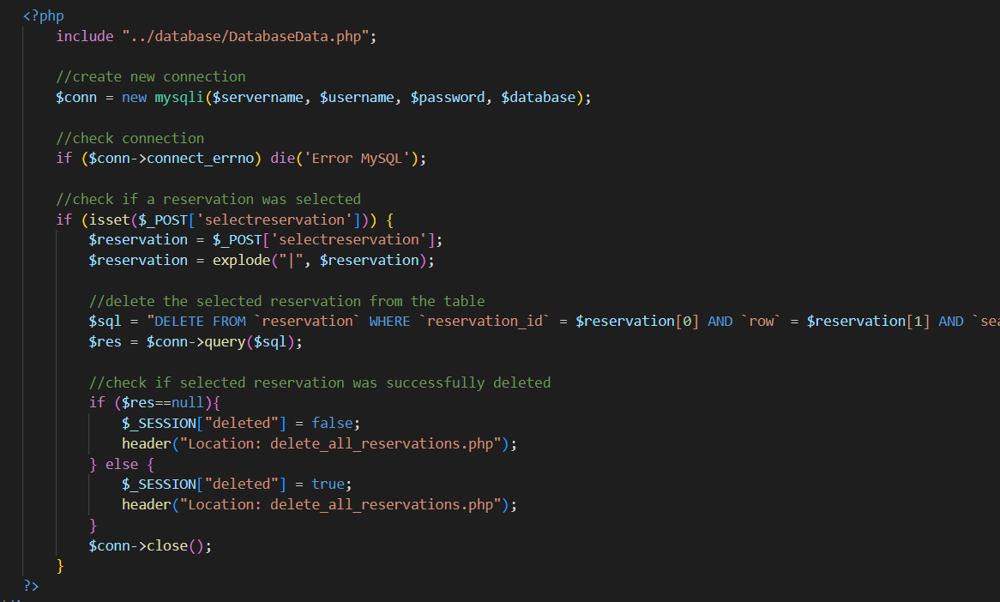 <?php
include "../database/DatabaseData.php";
//create new connection
$conn = new mysqli($servername, $username, $password, $database);
//check connection
if ($conn->connect_errno) die('Error MySQL');
//check if a reservation was selected
if (isset($_POST['selectreservation'])) {
$reservation = $_POST['selectreservation'];
$reservation = explode("|", $reservation);
//delete the selected reservation from the table
$sql = "DELETE FROM `reservation` WHERE `reservation_id` = $reservation[0] AND `row` = $reservation[1] AND `sea
$res = $conn->query($sql);
//check if selected reservation was successfully deleted
if ($res==null){
$_SESSION["deleted"] = false;
header("Location: delete_all_reservations.php");
} else {
$_SESSION["deleted"] = true;
header("Location: delete_all_reservations.php");
}
$conn->close();
}
?>